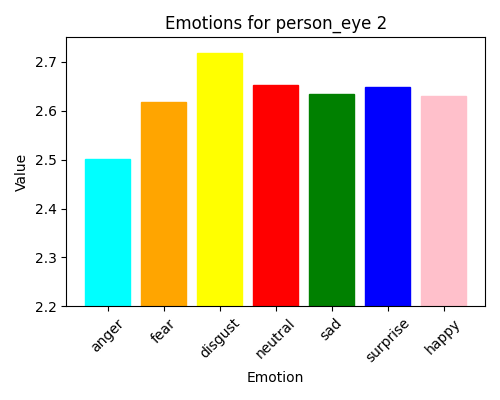 Emotions for person_eye 2
Value
2.7
2.6
2.5
2.4
2.3
2.2
anger
fear
disgust
neutral
sad
surprise
happy
Emotion